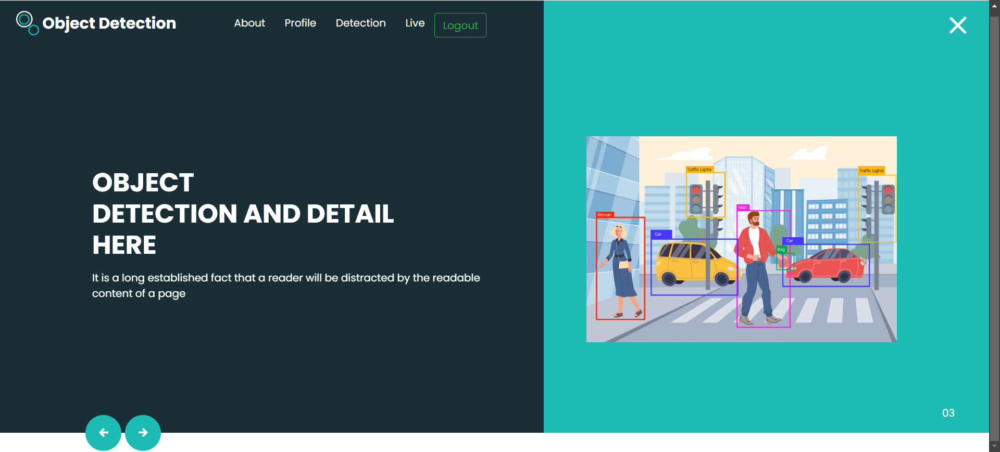 Object Detection
About
Profile
Detection
Live
Logout
OBJECT
DETECTION AND DETAIL
HERE
It is a long established fact that a reader will be distracted by the readable
content of a page
Traffic Lights
Traffic Lights
Man
Woman
Car
Car
Bag
03